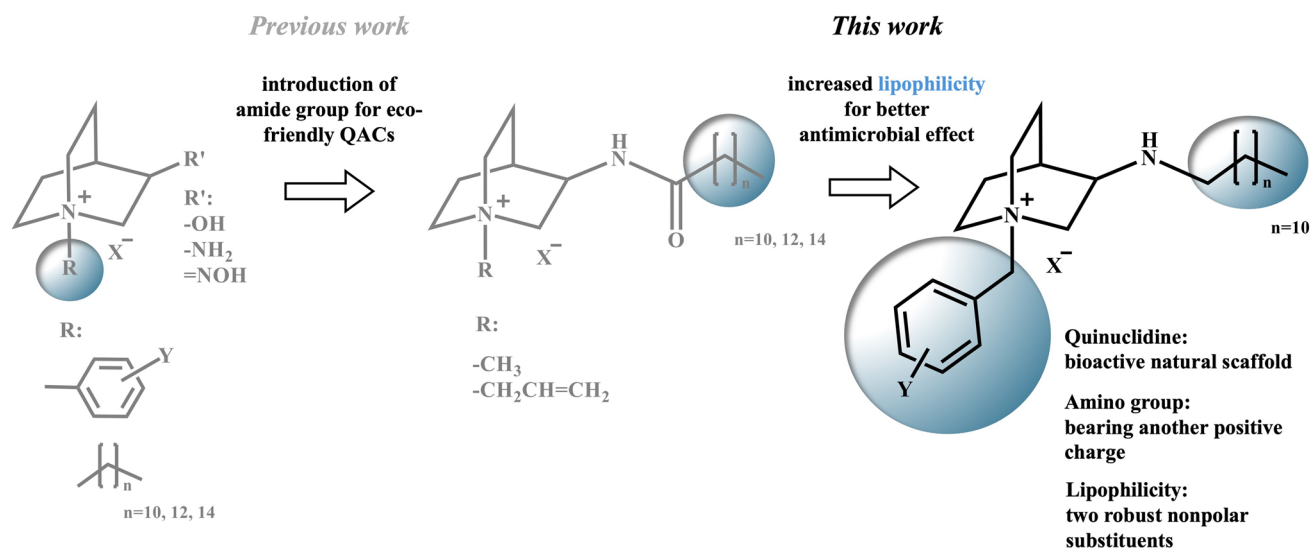 Previous work
This work
introduction of
amide group for eco-
friendly QACs
increased lipophilicity
for better
antimicrobial effect
R'
R':
-OH
-NH₂
=NOH
N
+
X⁻
R
R:
Y
n
n=10, 12, 14
H
N
O
n
n=10, 12, 14
N
+
X⁻
R
R:
-CH₃
-CH₂CH=CH₂
H
N
n
n=10
N
+
X⁻
Y
Quinuclidine:
bioactive natural scaffold
Amino group:
bearing another positive
charge
Lipophilicity:
two robust nonpolar
substituents